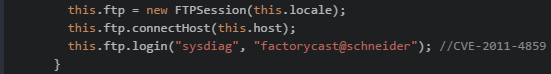 this.ftp = new FTPSession(this.locale);
this.ftp.connectHost(this.host);
this.ftp.login("sysdiag", "factorycast@schneider"); //CVE-2011-4859
}